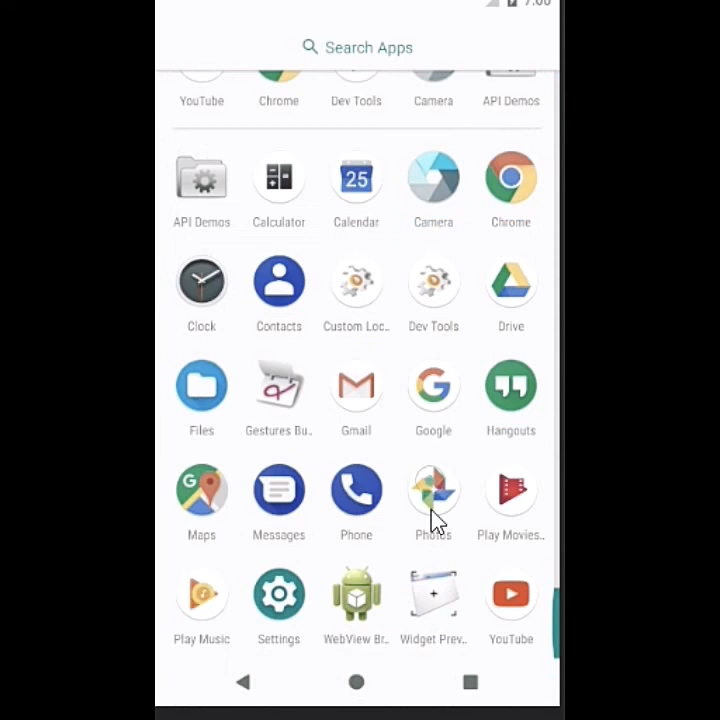 7:00
Search Apps
YouTube Chrome Dev Tools Camera API Demos
25
API Demos Calculator Calendar Camera Chrome
Clock Contacts Custom Loc.. Dev Tools Drive
Files Gestures Bu.. Gmail Google Hangouts
Maps Messages Phone Photos Play Movies..
Play Music Settings WebView Br.. Widget Prev.. YouTube